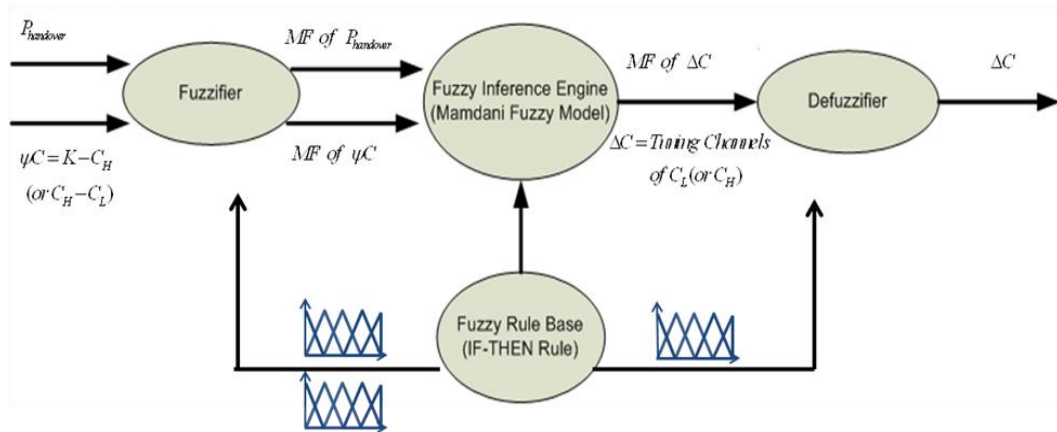 P_handover
ψC = K − C_H
(or C_H − C_L)
Fuzzifier
MF of P_handover
MF of ψC
Fuzzy Inference Engine
(Mamdani Fuzzy Model)
MF of ΔC
ΔC = Tuning Channels
of C_L (or C_H)
Defuzzifier
ΔC
Fuzzy Rule Base
(IF-THEN Rule)